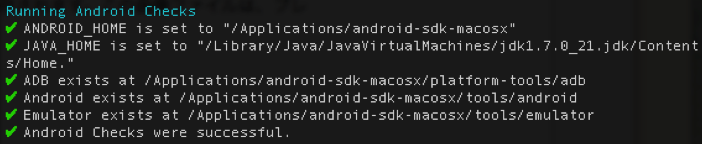 Running Android Checks
✔ ANDROID_HOME is set to "/Applications/android-sdk-macosx"
✔ JAVA_HOME is set to "/Library/Java/JavaVirtualMachines/jdk1.7.0_21.jdk/Content
s/Home."
✔ ADB exists at /Applications/android-sdk-macosx/platform-tools/adb
✔ Android exists at /Applications/android-sdk-macosx/tools/android
✔ Emulator exists at /Applications/android-sdk-macosx/tools/emulator
✔ Android Checks were successful.